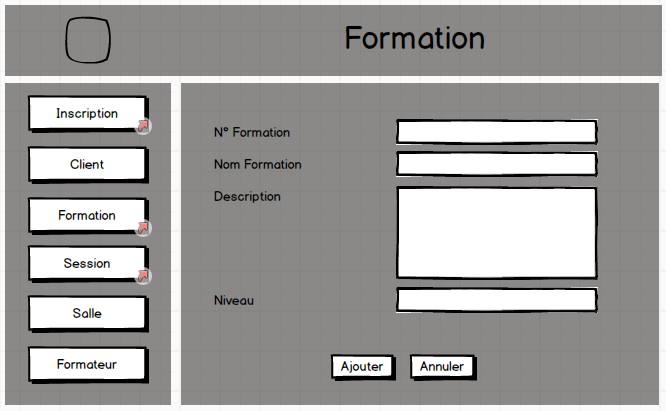 Formation
Inscription
Client
Formation
Session
Salle
Formateur
N° Formation
Nom Formation
Description
Niveau
Ajouter
Annuler